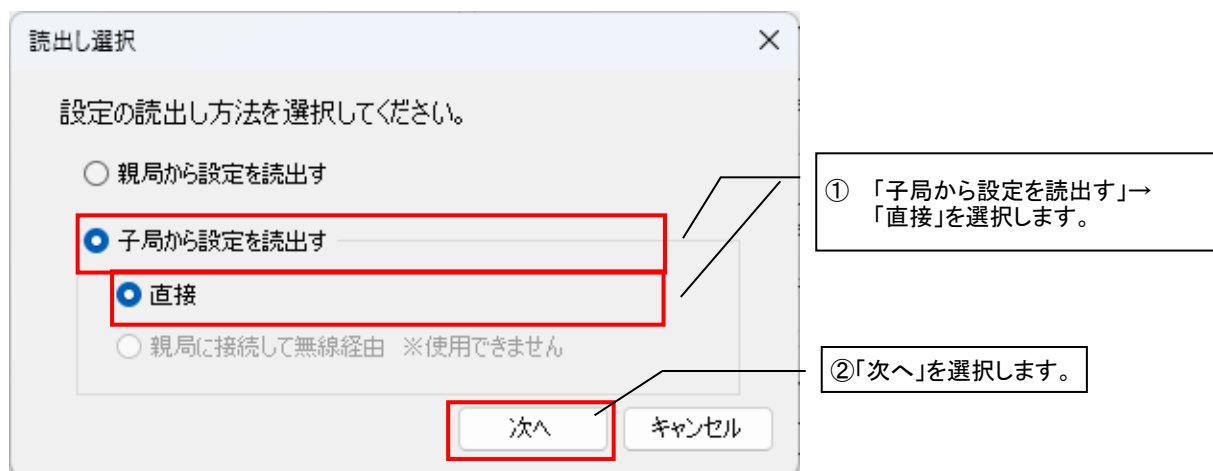 読出し選択
設定の読出し方法を選択してください。
親局から設定を読出す
子局から設定を読出す
直接
親局に接続して無線経由 ※使用できません
次へ
キャンセル
① 「子局から設定を読出す」→
「直接」を選択します。
②「次へ」を選択します。